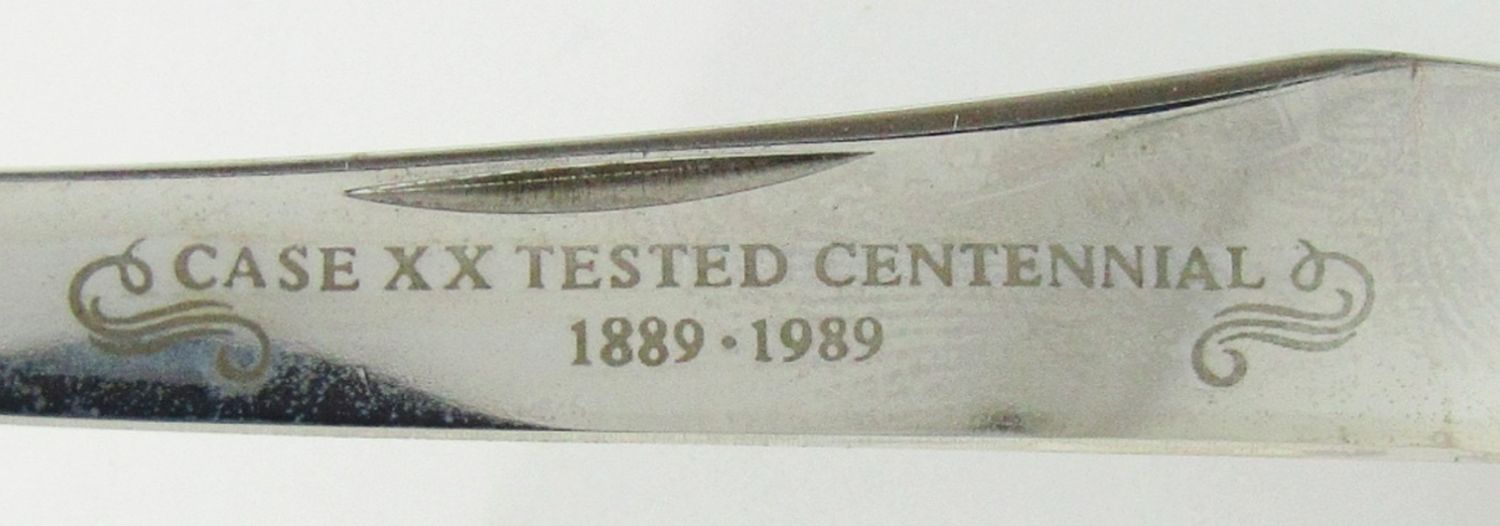 CASE XX TESTED CENTENNIAL
1889 · 1989